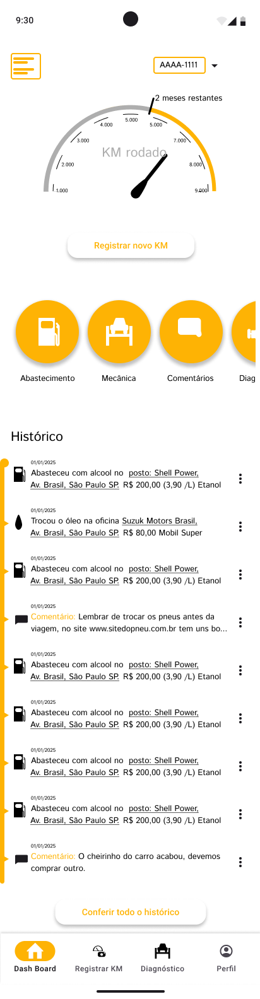 9:30
AAAA-1111
2 meses restantes
5.000
4.000
5.000
3.000
7.000
KM rodado
2.000
8.000
1.000
9.000
Registrar novo KM
Abastecimento
Mecânica
Comentários
Diag
Histórico
01/01/2025
Abasteceu com alcool no posto: Shell Power,
Av. Brasil, São Paulo SP. R$ 200,00 (3,90 /L) Etanol
01/01/2025
Trocou o óleo na oficina Suzuk Motors Brasil,
Av. Brasil, São Paulo SP. R$ 80,00 Mobil Super
01/01/2025
Abasteceu com alcool no posto: Shell Power,
Av. Brasil, São Paulo SP. R$ 200,00 (3,90 /L) Etanol
01/01/2025
Comentário: Lembrar de trocar os pneus antes da
viagem, no site www.sitedopneu.com.br tem uns bo...
01/01/2025
Abasteceu com alcool no posto: Shell Power,
Av. Brasil, São Paulo SP. R$ 200,00 (3,90 /L) Etanol
01/01/2025
Abasteceu com alcool no posto: Shell Power,
Av. Brasil, São Paulo SP. R$ 200,00 (3,90 /L) Etanol
01/01/2025
Abasteceu com alcool no posto: Shell Power,
Av. Brasil, São Paulo SP. R$ 200,00 (3,90 /L) Etanol
01/01/2025
Abasteceu com alcool no posto: Shell Power,
Av. Brasil, São Paulo SP. R$ 200,00 (3,90 /L) Etanol
01/01/2025
Comentário: O cheirinho do carro acabou, devemos
comprar outro.
Conferir todo o histórico
Dash Board
Registrar KM
Diagnóstico
Perfil